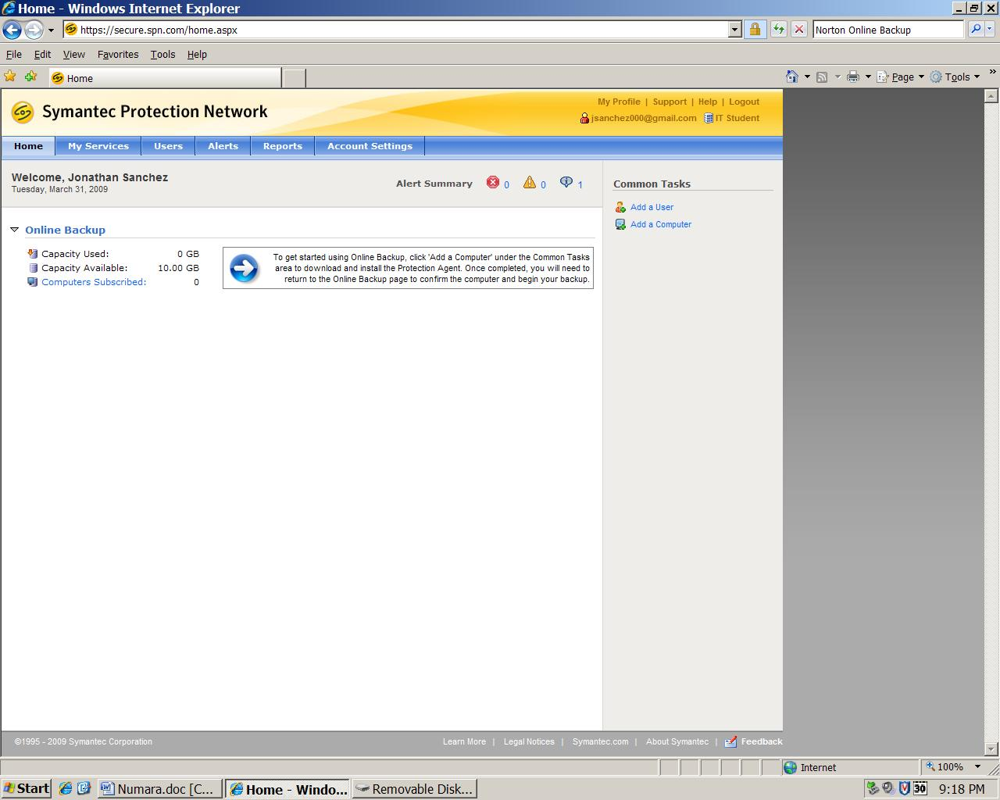 Home - Windows Internet Explorer
https://secure.spn.com/home.aspx
Norton Online Backup
File Edit View Favorites Tools Help
Home
Page Tools »
Symantec Protection Network
My Profile | Support | Help | Logout
jsanchez000@gmail.com IT Student
Home My Services Users Alerts Reports Account Settings
Welcome, Jonathan Sanchez
Tuesday, March 31, 2009
Alert Summary 0 0 1
Common Tasks
Add a User
Add a Computer
Online Backup
Capacity Used: 0 GB
Capacity Available: 10.00 GB
Computers Subscribed: 0
To get started using Online Backup, click 'Add a Computer' under the Common Tasks
area to download and install the Protection Agent. Once completed, you will need to
return to the Online Backup page to confirm the computer and begin your backup.
©1995 - 2009 Symantec Corporation
Learn More | Legal Notices | Symantec.com | About Symantec | Feedback
Internet 100%
Start Numara.doc [C... Home - Windo... Removable Disk... 30 9:18 PM